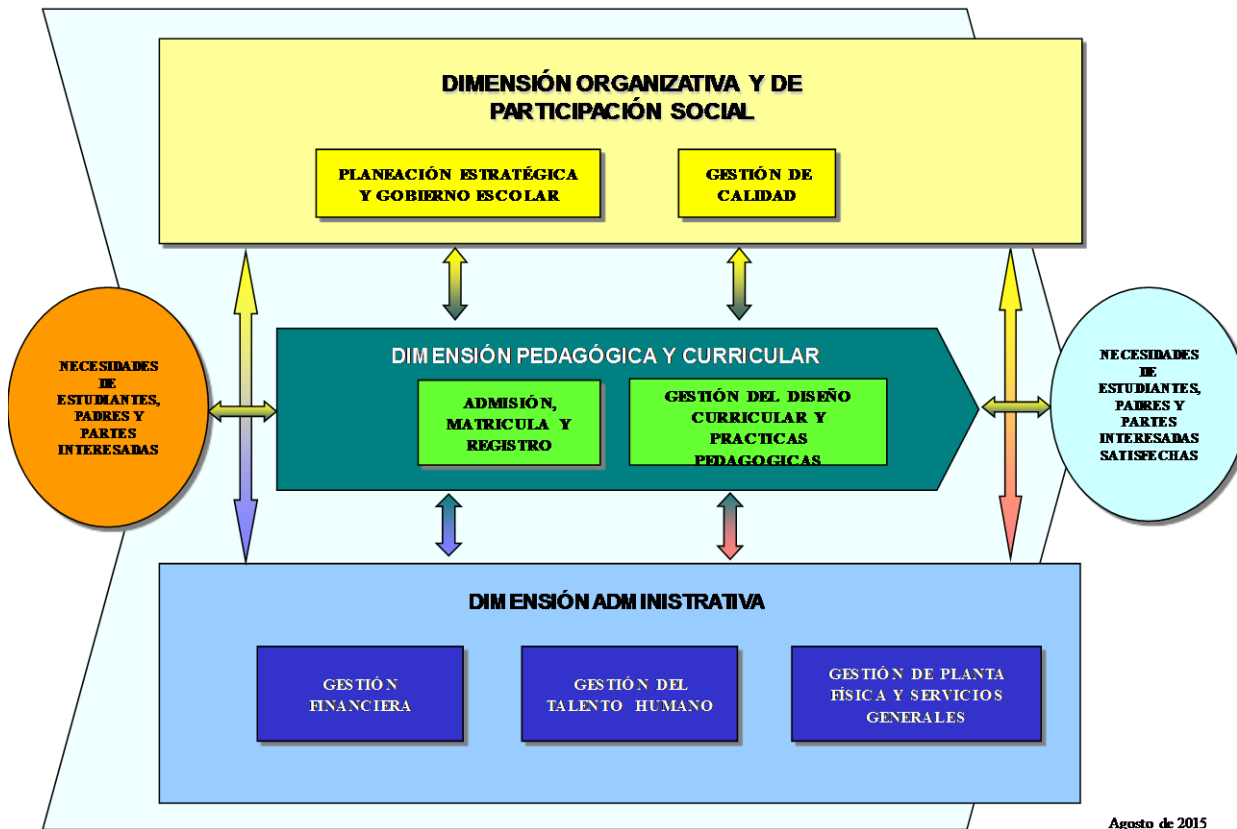 DIMENSIÓN ORGANIZATIVA Y DE
PARTICIPACIÓN SOCIAL
PLANEACIÓN ESTRATÉGICA
Y GOBIERNO ESCOLAR
GESTIÓN DE
CALIDAD
NECESIDADES
DE
ESTUDIANTES,
PADRES Y
PARTES
INTERESADAS
DIMENSIÓN PEDAGÓGICA Y CURRICULAR
ADMISIÓN,
MATRICULA Y
REGISTRO
GESTIÓN DEL DISEÑO
CURRICULAR Y
PRACTICAS
PEDAGOGICAS
NECESIDADES
DE
ESTUDIANTES,
PADRES Y
PARTES
INTERESADAS
SATISFECHAS
DIMENSIÓN ADMINISTRATIVA
GESTIÓN
FINANCIERA
GESTIÓN DEL
TALENTO HUMANO
GESTIÓN DE PLANTA
FÍSICA Y SERVICIOS
GENERALES
Agosto de 2015